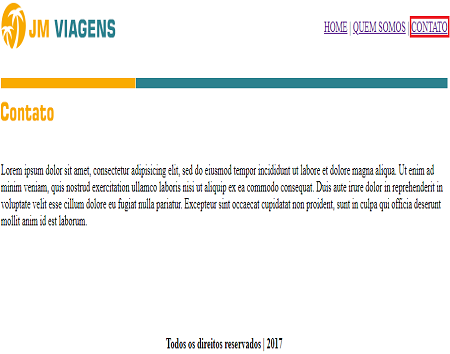 JM VIAGENS
HOME | QUEM SOMOS | CONTATO
Contato
Lorem ipsum dolor sit amet, consectetur adipisicing elit, sed do eiusmod tempor incididunt ut labore et dolore magna aliqua. Ut enim ad
minim veniam, quis nostrud exercitation ullamco laboris nisi ut aliquip ex ea commodo consequat. Duis aute irure dolor in reprehenderit in
voluptate velit esse cillum dolore eu fugiat nulla pariatur. Excepteur sint occaecat cupidatat non proident, sunt in culpa qui officia deserunt
mollit anim id est laborum.
Todos os direitos reservados | 2017